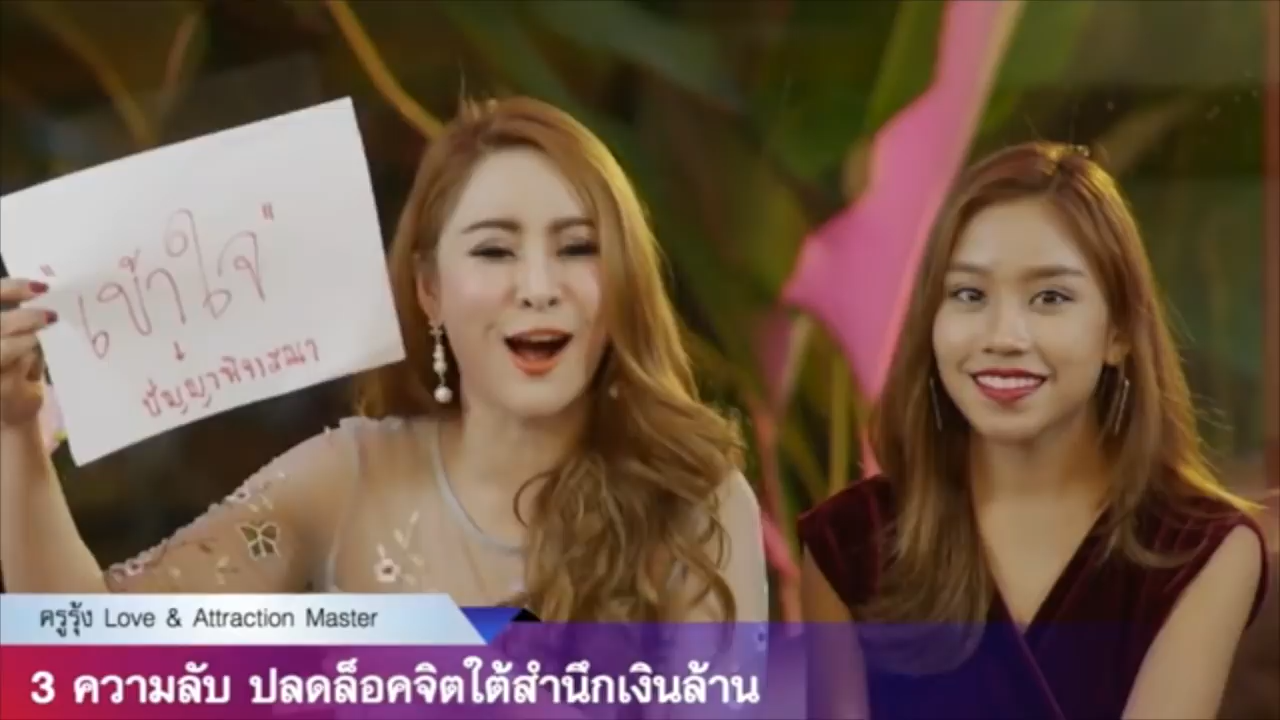 "เข้าใจ"
ปัญญาพิจารณา
ครูรุ้ง Love & Attraction Master
3 ความลับ ปลดล็อคจิตใต้สำนึกเงินล้าน